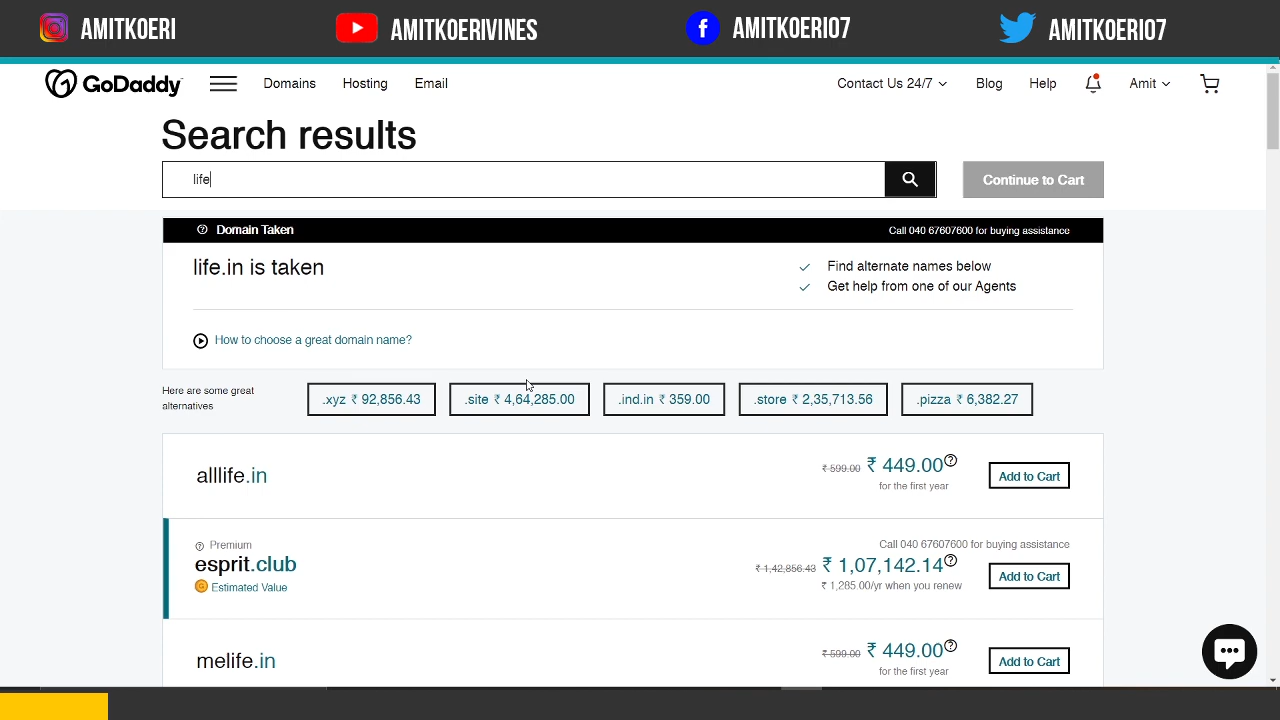 AMITKOERI AMITKOERIVINES AMITKOERI07 AMITKOERI07
GoDaddy Domains Hosting Email Contact Us 24/7 Blog Help Amit
Search results
life
Continue to Cart
Domain Taken Call 040 67607600 for buying assistance
life.in is taken
Find alternate names below
Get help from one of our Agents
How to choose a great domain name?
Here are some great
alternatives
.xyz ₹ 92,856.43 .site ₹ 4,64,285.00 .ind.in ₹ 359.00 .store ₹ 2,35,713.56 .pizza ₹ 6,382.27
alllife.in ₹ 599.00 ₹ 449.00 Add to Cart
for the first year
Premium Call 040 67607600 for buying assistance
esprit.club ₹ 1,42,856.43 ₹ 1,07,142.14 Add to Cart
Estimated Value ₹ 1,285.00/yr when you renew
melife.in ₹ 599.00 ₹ 449.00 Add to Cart
for the first year